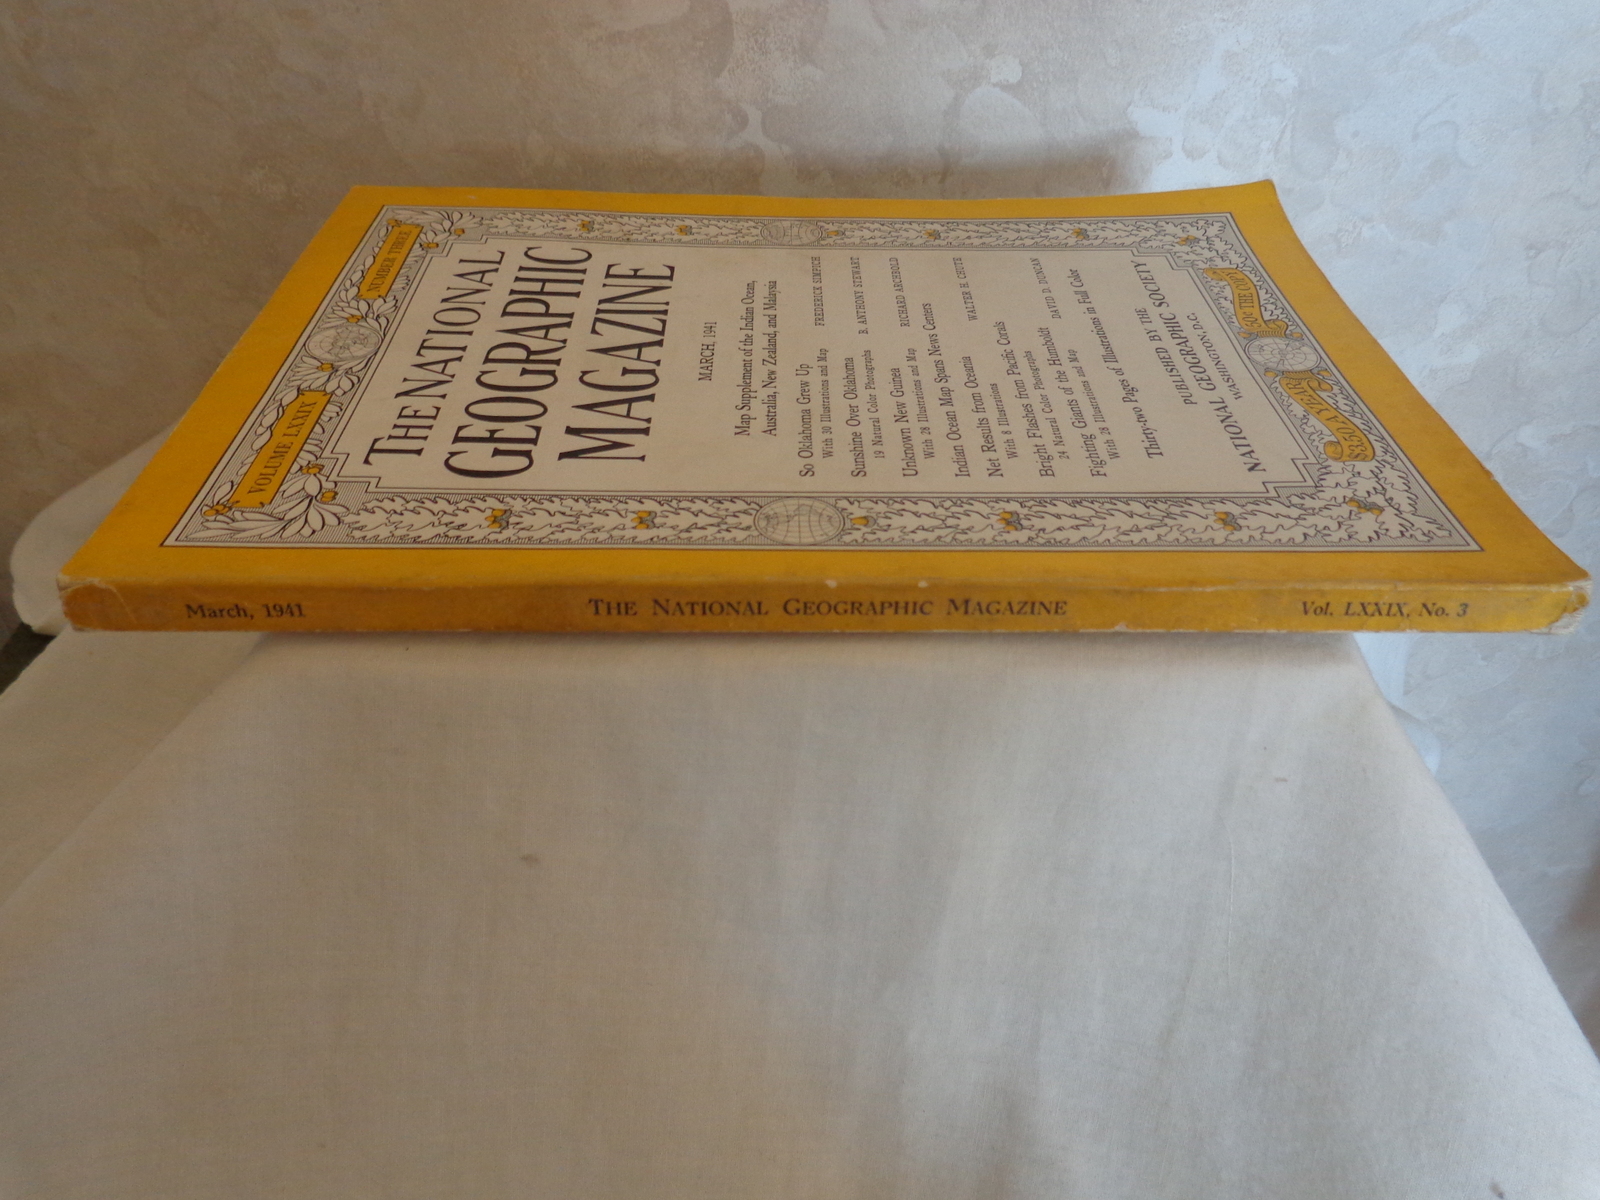 VOLUME LXXIX
NUMBER THREE
THE NATIONAL
GEOGRAPHIC
MAGAZINE
MARCH, 1941
Map Supplement of the Indian Ocean,
Australia, New Zealand, and Malaysia
So Oklahoma Grew Up
With 30 Illustrations and Map FREDERICK SIMPICH
Sunshine Over Oklahoma
19 Natural Color Photographs B. ANTHONY STEWART
Unknown New Guinea
With 28 Illustrations and Map RICHARD ARCHBOLD
Indian Ocean Map Spans News Centers
Net Results from Oceania WALTER H. CHUTE
With 8 Illustrations
Bright Flashes from Pacific Corals
24 Natural Color Photographs
Fighting Giants of the Humboldt DAVID D. DUNCAN
With 28 Illustrations and Map
Thirty-two Pages of Illustrations in Full Color
PUBLISHED BY THE
NATIONAL GEOGRAPHIC SOCIETY
WASHINGTON, D.C.
$3.50 A YEAR
50¢ THE COPY
March, 1941 THE NATIONAL GEOGRAPHIC MAGAZINE Vol. LXXIX, No. 3